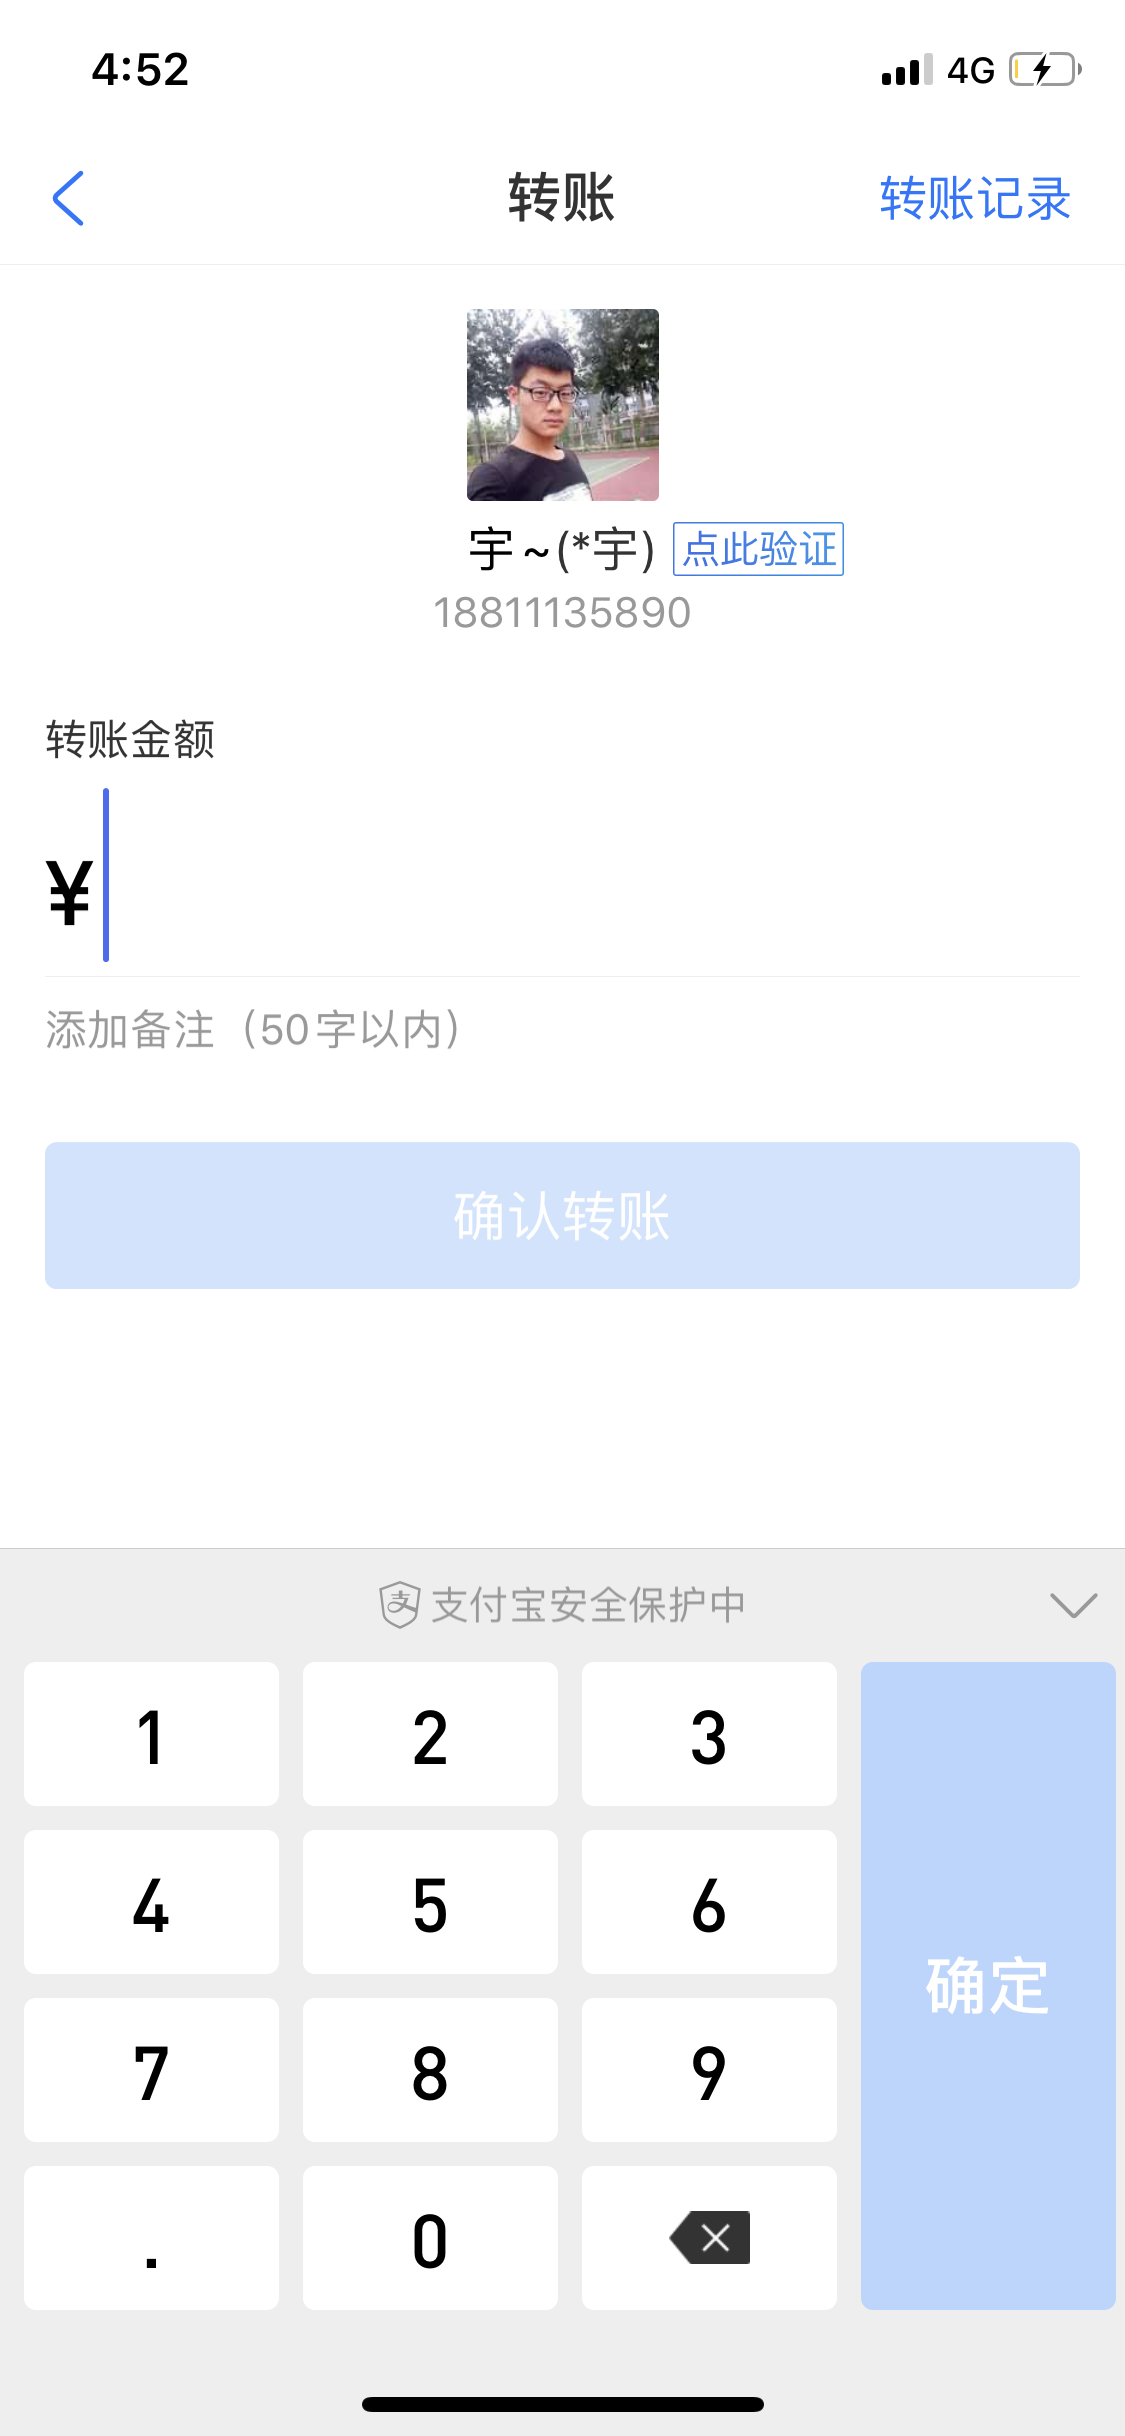 4:52
4G
转账
转账记录
宇~(*宇) 点此验证
18811135890
转账金额
¥
添加备注（50字以内）
确认转账
支付宝安全保护中
1 2 3
4 5 6
确定
7 8 9
. 0